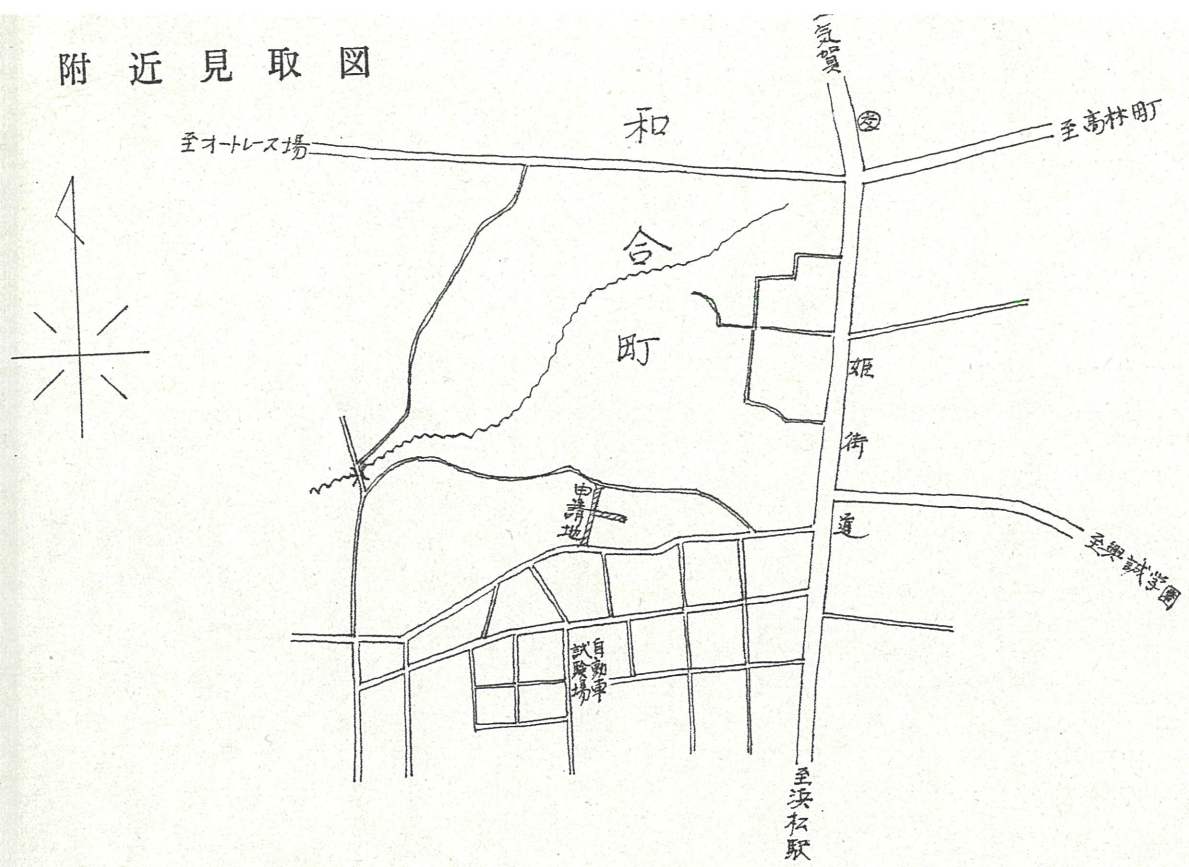 附近見取図
至気賀
交
至高林町
至オートレース場
和合町
姫街道
申請地
至興誠学園
自動車
試験場
至浜松駅